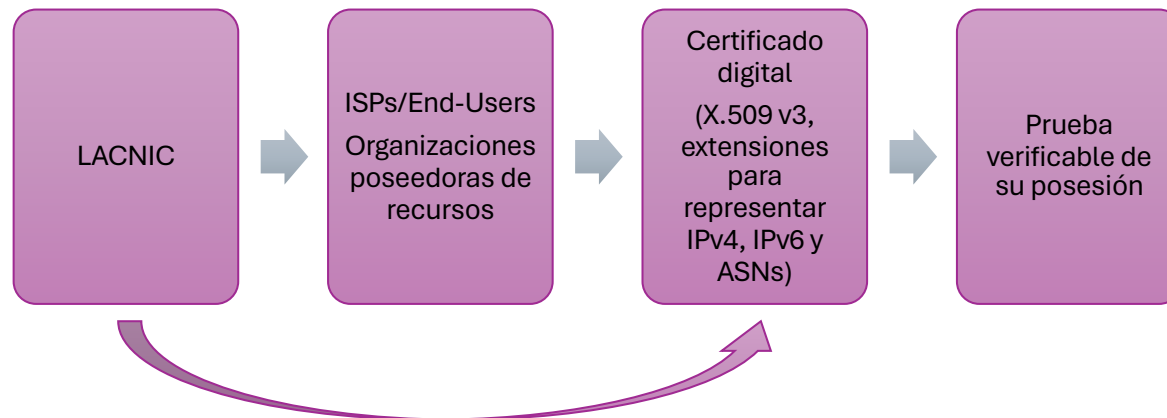 LACNIC
ISPs/End-Users
Organizaciones
poseedoras de
recursos
Certificado
digital
(X.509 v3,
extensiones
para
representar
IPv4, IPv6 y
ASNs)
Prueba
verificable de
su posesión